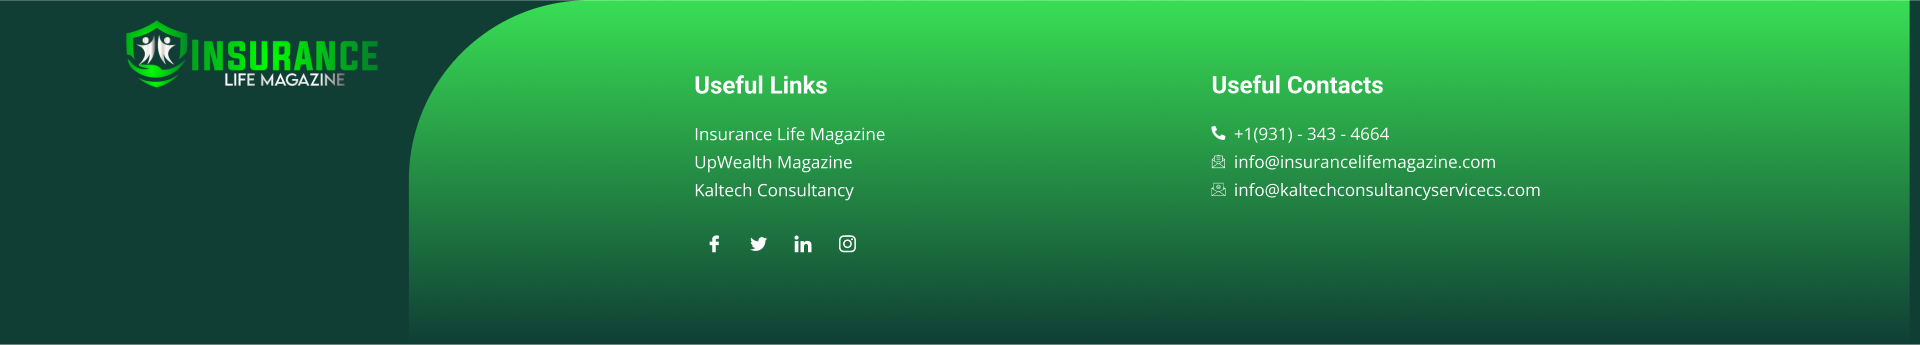 INSURANCE
LIFE MAGAZINE
Useful Links
Insurance Life Magazine
UpWealth Magazine
Kaltech Consultancy
Useful Contacts
+1(931) - 343 - 4664
info@insurancelifemagazine.com
info@kaltechconsultancyservicecs.com